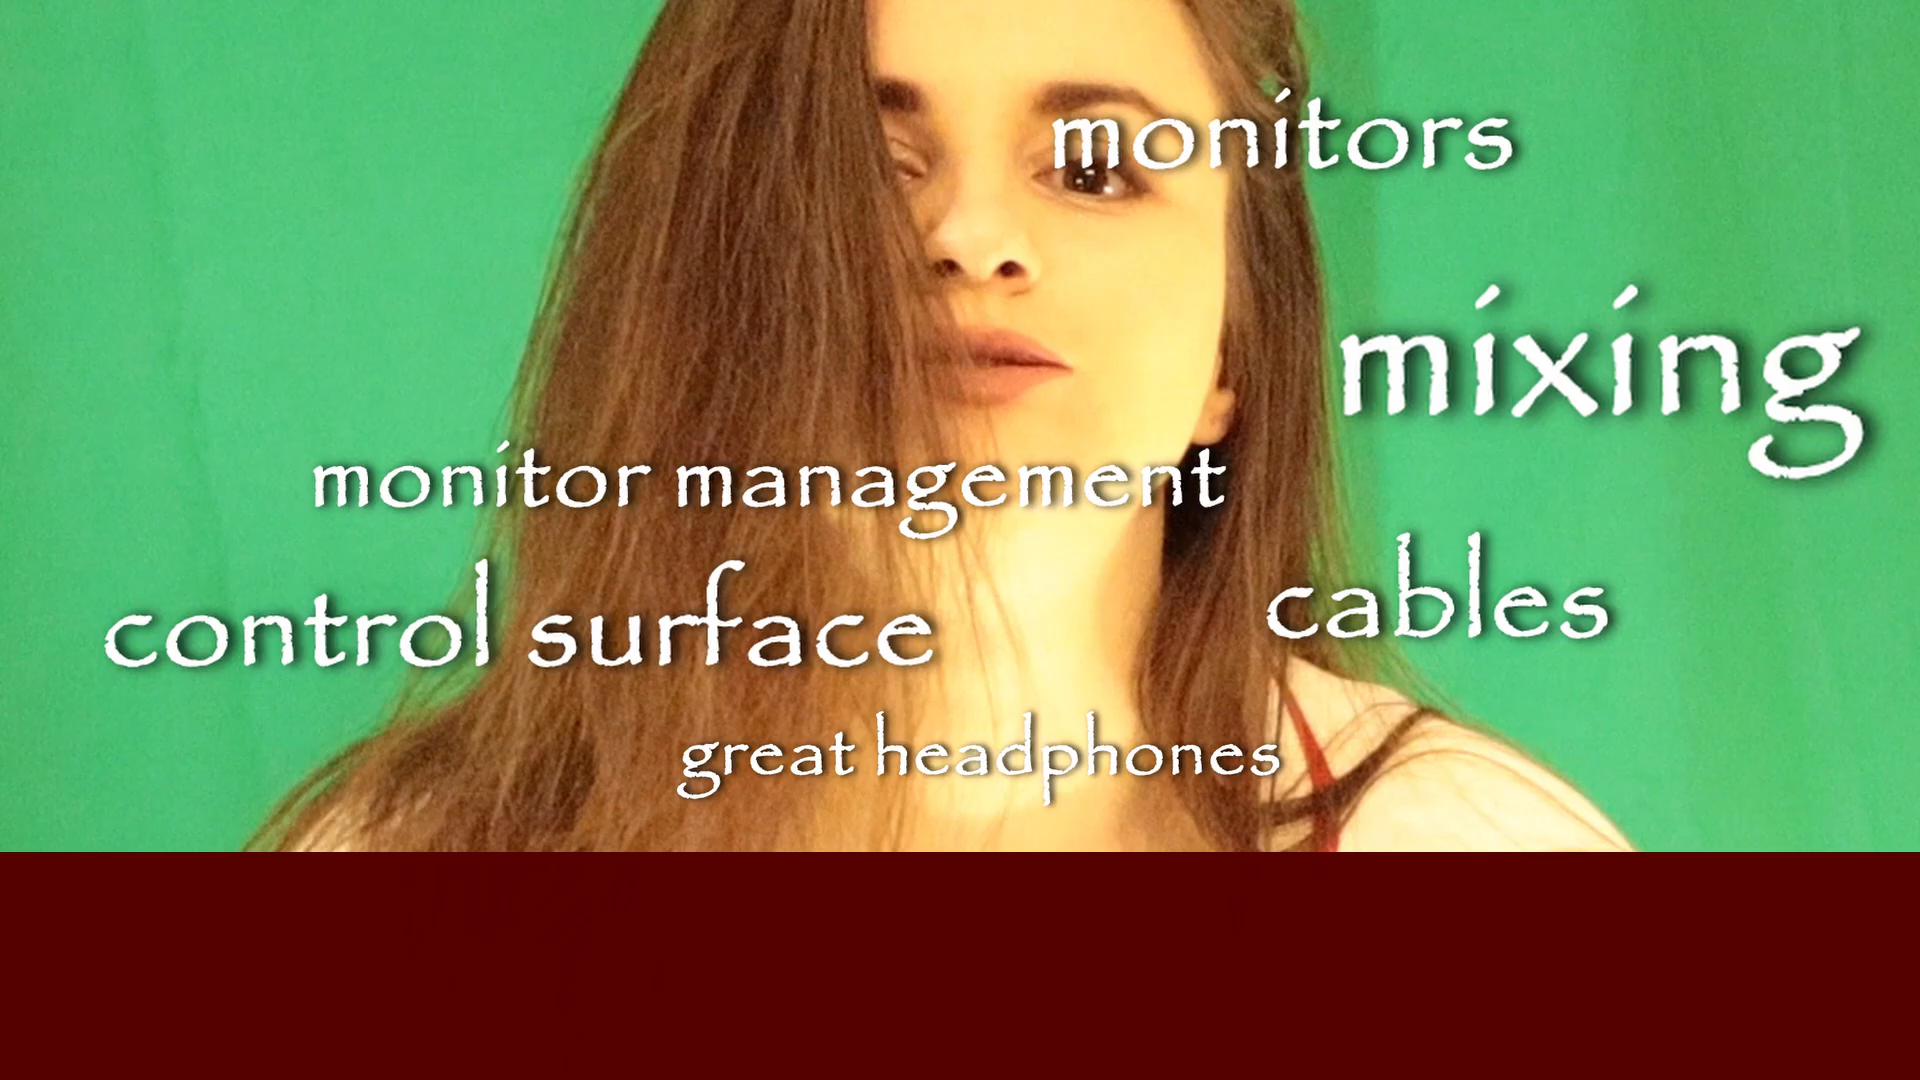 monitors
mixing
monitor management
control surface
cables
great headphones